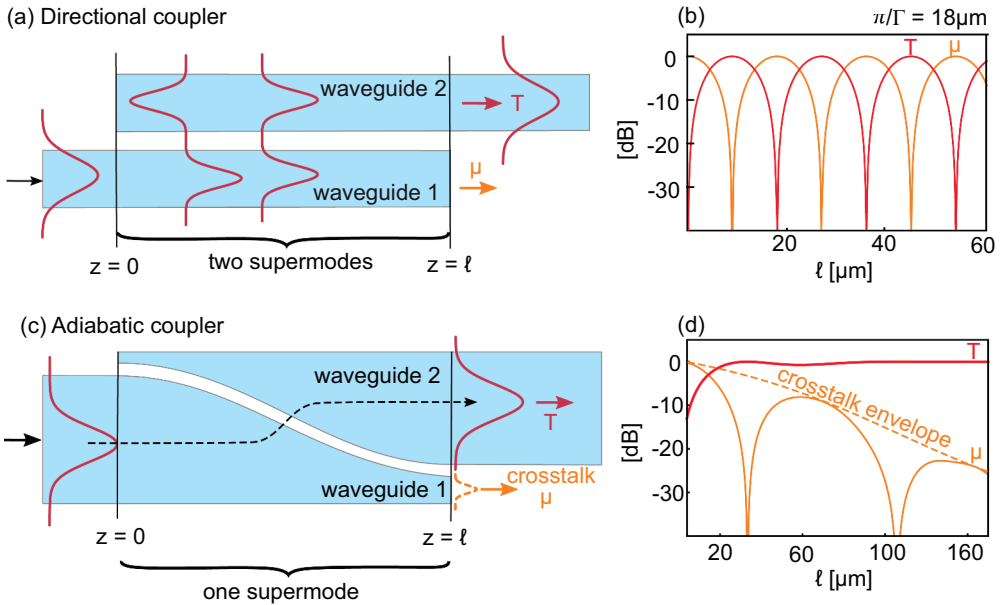 (a) Directional coupler
waveguide 2
T
waveguide 1
μ
z = 0
z = ℓ
two supermodes
(b)
π/Γ = 18μm
T
μ
0
-10
-20
-30
[dB]
20
40
60
ℓ [μm]
(c) Adiabatic coupler
waveguide 2
T
waveguide 1
crosstalk
μ
z = 0
z = ℓ
one supermode
(d)
T
0
-10
-20
-30
[dB]
crosstalk envelope
μ
20
60
100
160
ℓ [μm]